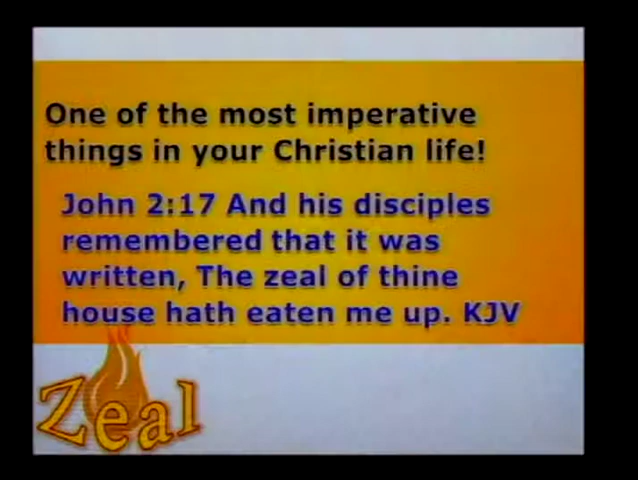 One of the most imperative
things in your Christian life!
John 2:17 And his disciples
remembered that it was
written, The zeal of thine
house hath eaten me up. KJV
Zeal